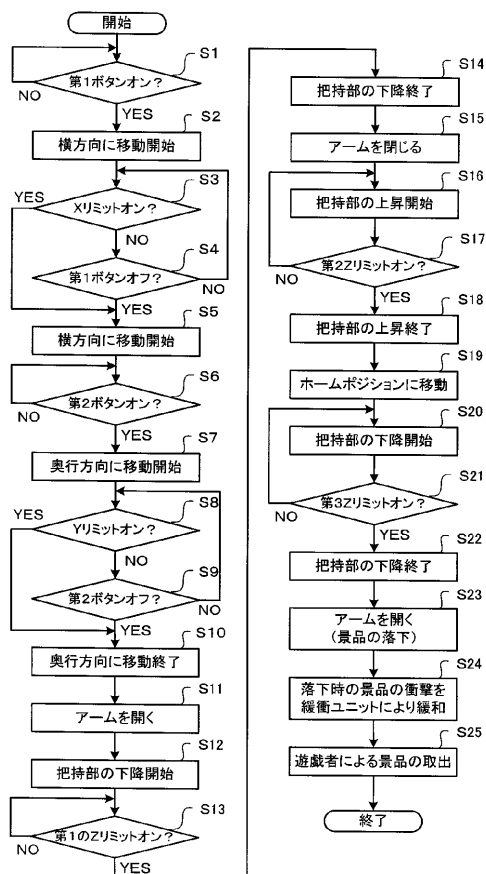 開始
S1
第1ボタンオン?
NO
YES
S2
横方向に移動開始
S3
YES
Xリミットオン?
NO
S4
第1ボタンオフ?
NO
YES
S5
横方向に移動開始
S6
第2ボタンオン?
NO
YES
S7
奥行方向に移動開始
S8
YES
Yリミットオン?
NO
S9
第2ボタンオフ?
NO
YES
S10
奥行方向に移動終了
S11
アームを開く
S12
把持部の下降開始
S13
第1のZリミットオン?
NO
YES
S14
把持部の下降終了
S15
アームを閉じる
S16
把持部の上昇開始
S17
第2Zリミットオン?
NO
YES
S18
把持部の上昇終了
S19
ホームポジションに移動
S20
把持部の下降開始
S21
第3Zリミットオン?
NO
YES
S22
把持部の下降終了
S23
アームを開く
(景品の落下)
S24
落下時の景品の衝撃を
緩衝ユニットにより緩和
S25
遊戯者による景品の取出
終了